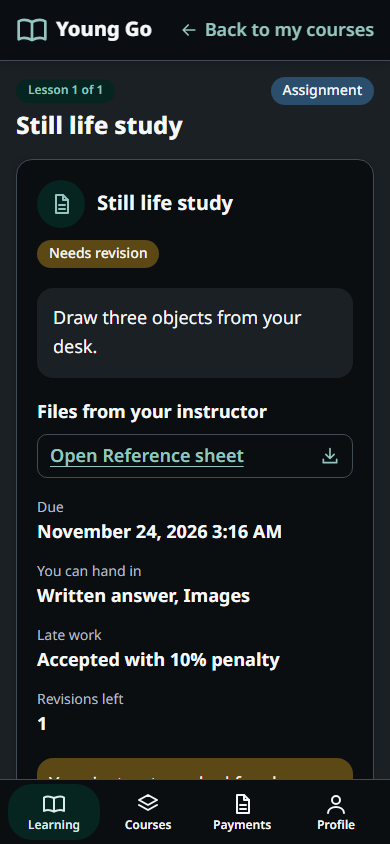 Young Go
← Back to my courses
Lesson 1 of 1
Assignment
Still life study
Still life study
Needs revision
Draw three objects from your
desk.
Files from your instructor
Open Reference sheet
Due
November 24, 2026 3:16 AM
You can hand in
Written answer, Images
Late work
Accepted with 10% penalty
Revisions left
1
Learning
Courses
Payments
Profile